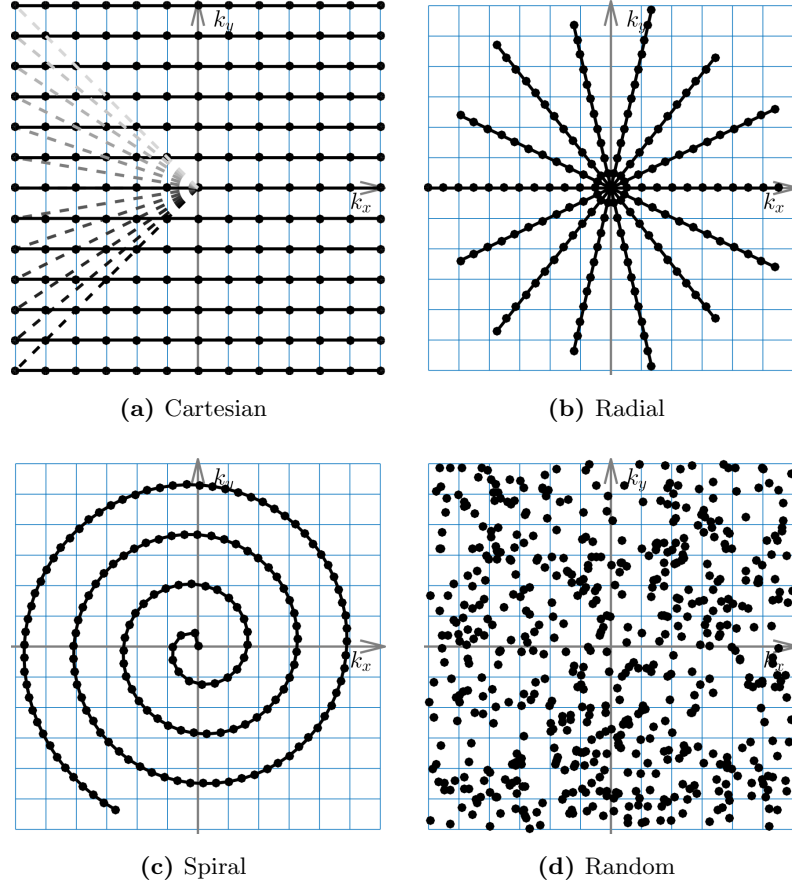 k_y
k_x
(a) Cartesian
k_y
k_x
(b) Radial
k_y
k_x
(c) Spiral
k_y
k_x
(d) Random